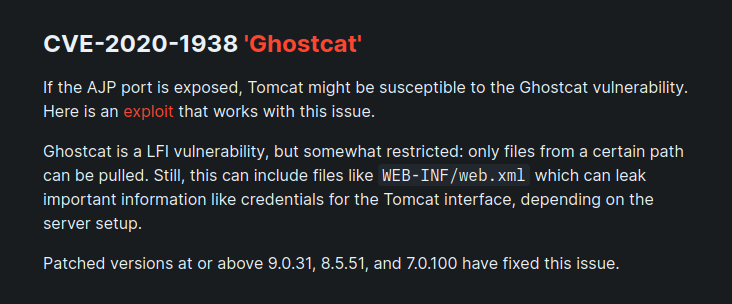 CVE-2020-1938 'Ghostcat'
If the AJP port is exposed, Tomcat might be susceptible to the Ghostcat vulnerability.
Here is an exploit that works with this issue.
Ghostcat is a LFI vulnerability, but somewhat restricted: only files from a certain path
can be pulled. Still, this can include files like WEB-INF/web.xml which can leak
important information like credentials for the Tomcat interface, depending on the
server setup.
Patched versions at or above 9.0.31, 8.5.51, and 7.0.100 have fixed this issue.